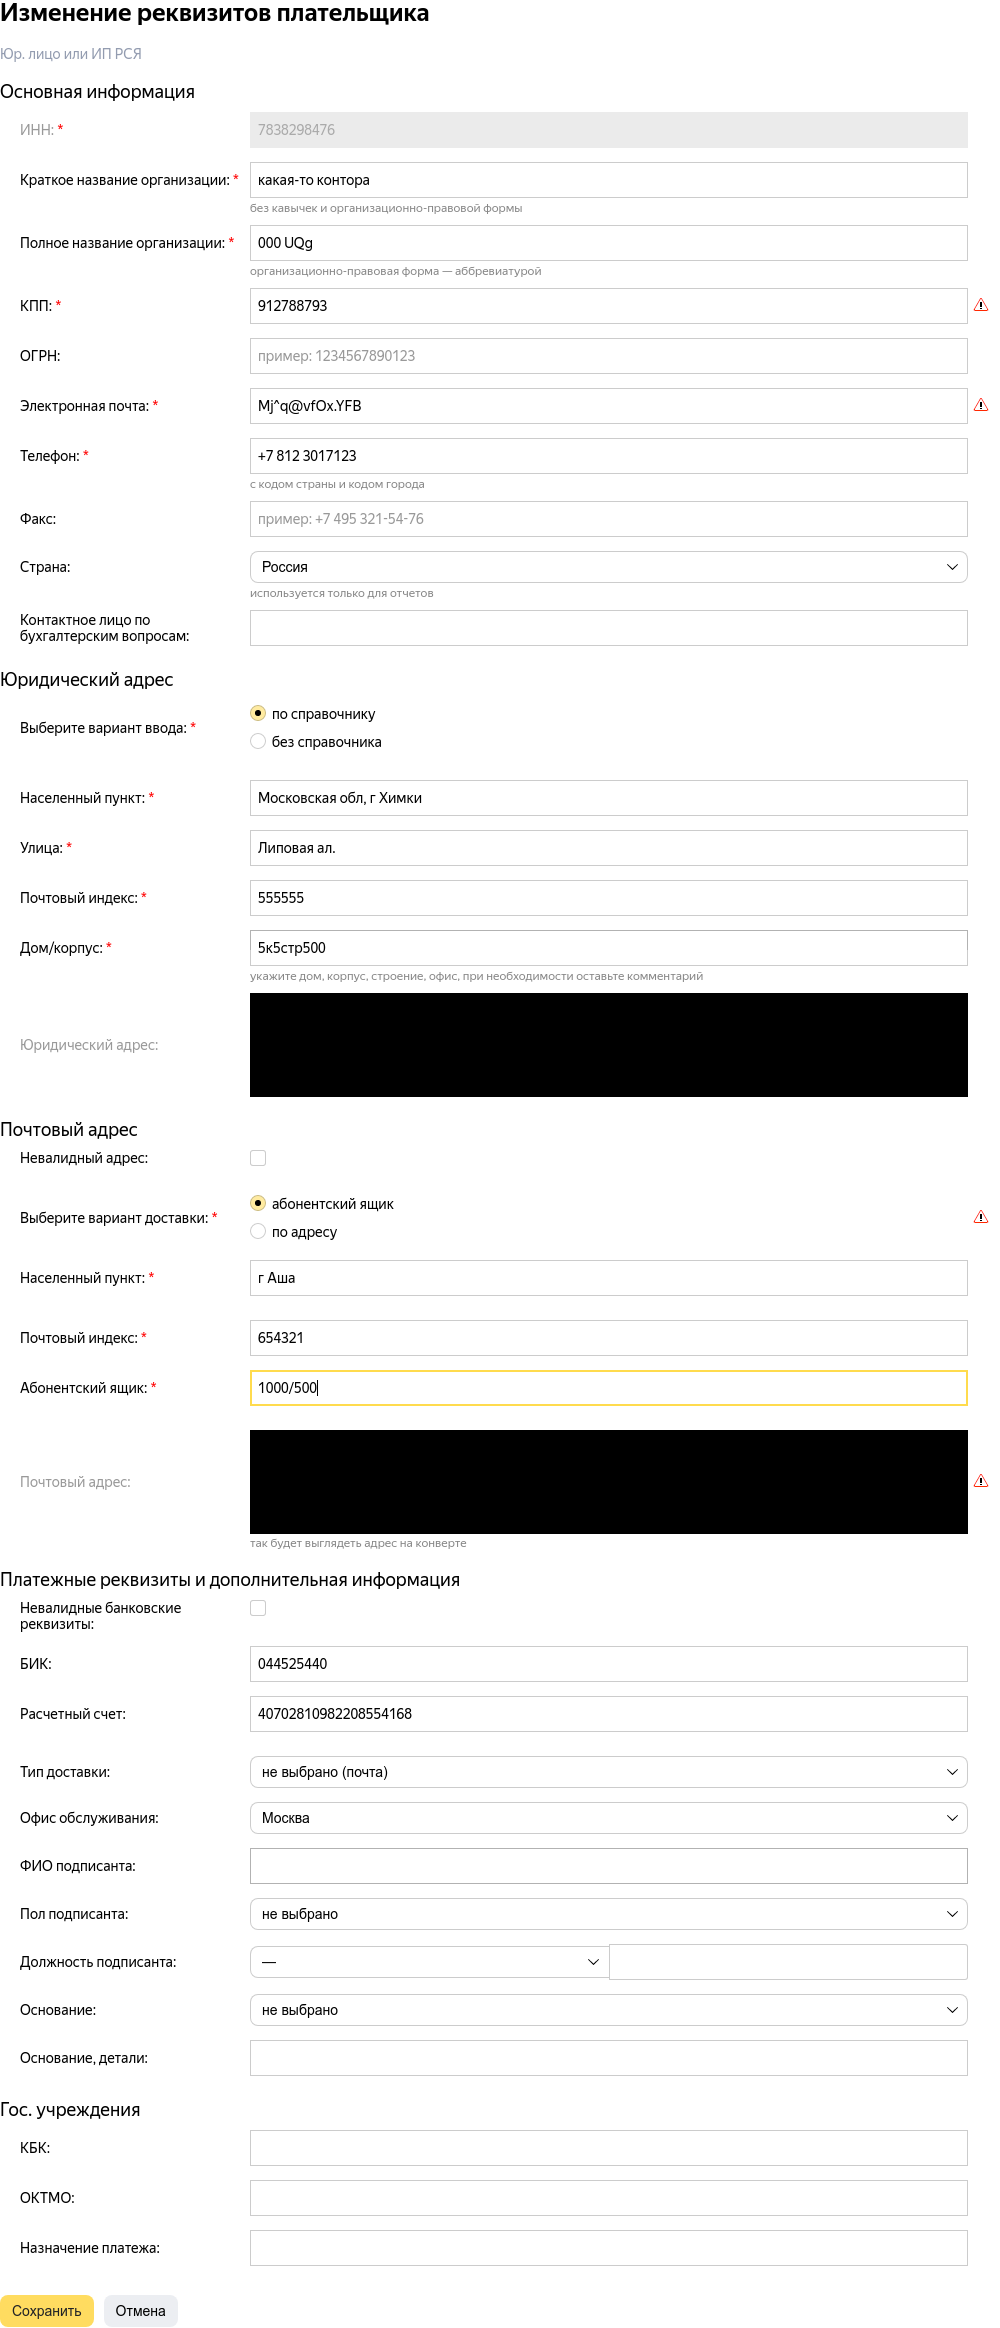 Изменение реквизитов плательщика
Юр. лицо или ИП РСЯ
Основная информация
ИНН: * 7838298476
Краткое название организации: * какая-то контора
без кавычек и организационно-правовой формы
Полное название организации: * 000 UQg
организационно-правовая форма — аббревиатурой
КПП: * 912788793
ОГРН: пример: 1234567890123
Электронная почта: * Mj^q@vfOx.YFB
Телефон: * +7 812 3017123
с кодом страны и кодом города
Факс: пример: +7 495 321-54-76
Страна: Россия
используется только для отчетов
Контактное лицо по
бухгалтерским вопросам:
Юридический адрес
Выберите вариант ввода: *
по справочнику
без справочника
Населенный пункт: * Московская обл, г Химки
Улица: * Липовая ал.
Почтовый индекс: * 555555
Дом/корпус: * 5к5стр500
укажите дом, корпус, строение, офис, при необходимости оставьте комментарий
Юридический адрес:
Почтовый адрес
Невалидный адрес:
Выберите вариант доставки: *
абонентский ящик
по адресу
Населенный пункт: * г Аша
Почтовый индекс: * 654321
Абонентский ящик: * 1000/500
Почтовый адрес:
так будет выглядеть адрес на конверте
Платежные реквизиты и дополнительная информация
Невалидные банковские
реквизиты:
БИК: 044525440
Расчетный счет: 40702810982208554168
Тип доставки: не выбрано (почта)
Офис обслуживания: Москва
ФИО подписанта:
Пол подписанта: не выбрано
Должность подписанта: —
Основание: не выбрано
Основание, детали:
Гос. учреждения
КБК:
ОКТМО:
Назначение платежа:
Сохранить Отмена